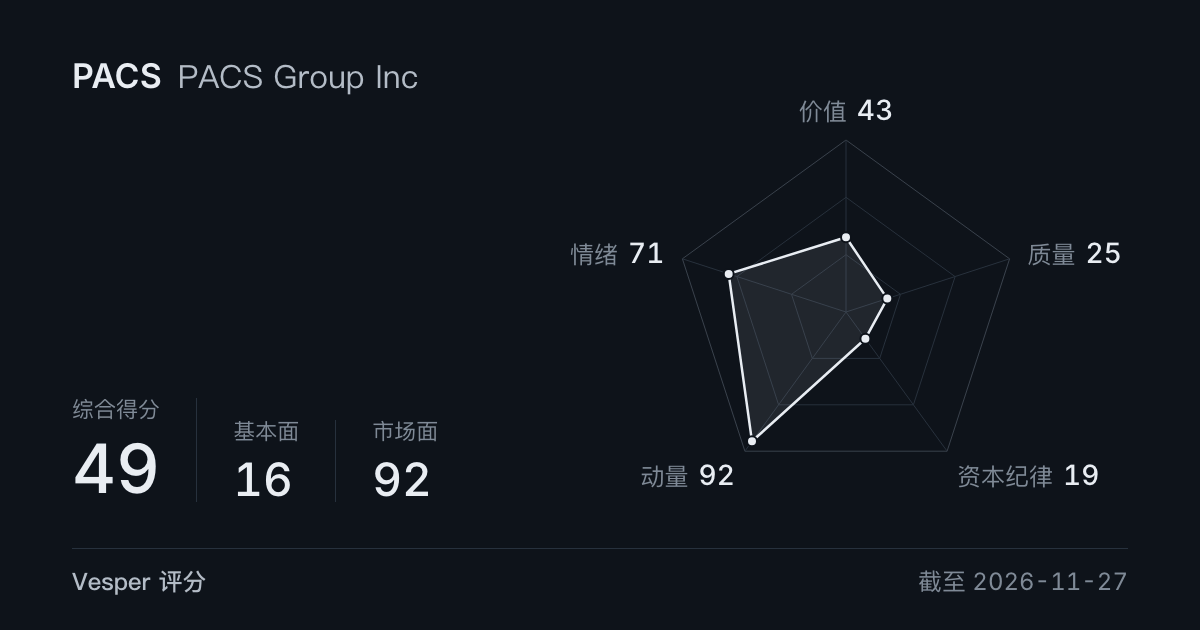 PACS PACS Group Inc
价值 43
情绪 71
质量 25
动量 92
资本纪律 19
综合得分
49
基本面
16
市场面
92
Vesper 评分
截至 2026-11-27